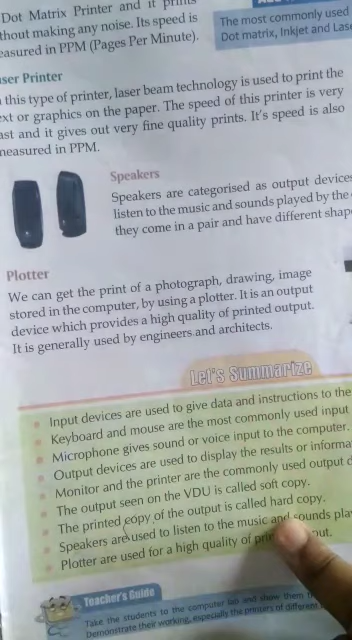 Dot Matrix Printer and it prints
thout making any noise. Its speed is
easured in PPM (Pages Per Minute).
The most commonly used
Dot matrix, Inkjet and Lase
ser Printer
this type of printer, laser beam technology is used to print the
ext or graphics on the paper. The speed of this printer is very
ast and it gives out very fine quality prints. It's speed is also
neasured in PPM.
Speakers
Speakers are categorised as output devices
listen to the music and sounds played by the
they come in a pair and have different shap
Plotter
We can get the print of a photograph, drawing, image
stored in the computer, by using a plotter. It is an output
device which provides a high quality of printed output.
It is generally used by engineers and architects.
Let's Summarize
Input devices are used to give data and instructions to the
Keyboard and mouse are the most commonly used input
Microphone gives sound or voice input to the computer.
Output devices are used to display the results or informa
Monitor and the printer are the commonly used output d
The output seen on the VDU is called soft copy.
The printed copy of the output is called hard copy.
Speakers are used to listen to the music and sounds play
Plotter are used for a high quality of prin put.
Teacher's Guide
Take the students to the computer lab and show them
Demonstrate their working, especially the printers of different